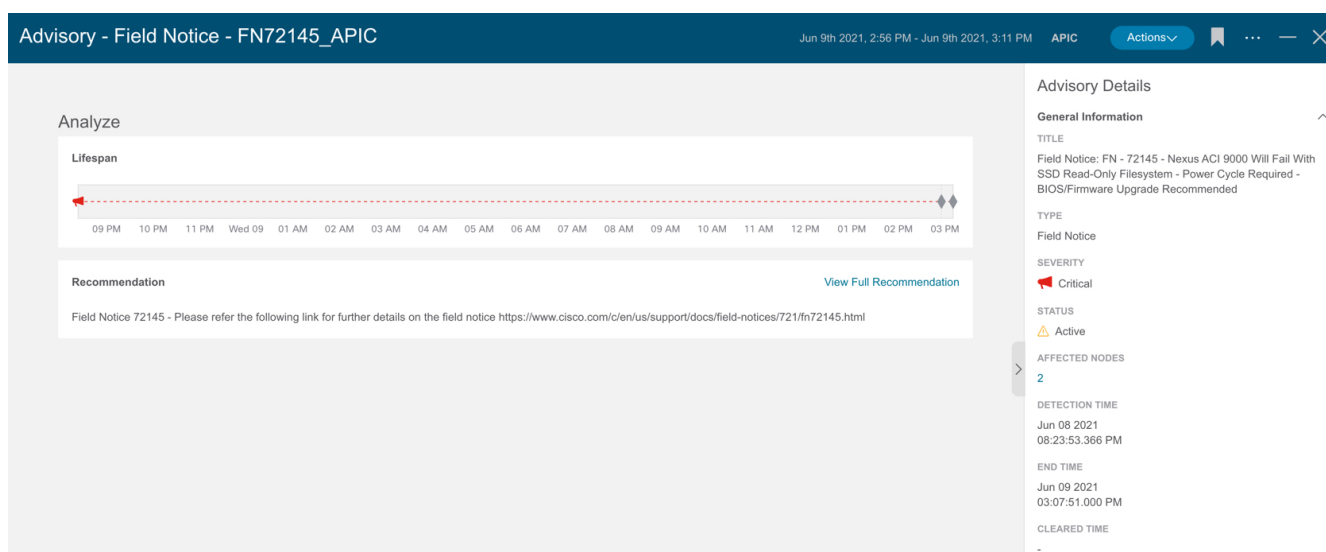 Advisory - Field Notice - FN72145_APIC
Jun 9th 2021, 2:56 PM - Jun 9th 2021, 3:11 PM
APIC
Actions
Analyze
Lifespan
09 PM 10 PM 11 PM Wed 09 01 AM 02 AM 03 AM 04 AM 05 AM 06 AM 07 AM 08 AM 09 AM 10 AM 11 AM 12 PM 01 PM 02 PM 03 PM
Recommendation
View Full Recommendation
Field Notice 72145 - Please refer the following link for further details on the field notice https://www.cisco.com/c/en/us/support/docs/field-notices/721/fn72145.html
Advisory Details
General Information
TITLE
Field Notice: FN - 72145 - Nexus ACI 9000 Will Fail With
SSD Read-Only Filesystem - Power Cycle Required -
BIOS/Firmware Upgrade Recommended
TYPE
Field Notice
SEVERITY
Critical
STATUS
Active
AFFECTED NODES
2
DETECTION TIME
Jun 08 2021
08:23:53.366 PM
END TIME
Jun 09 2021
03:07:51.000 PM
CLEARED TIME
-